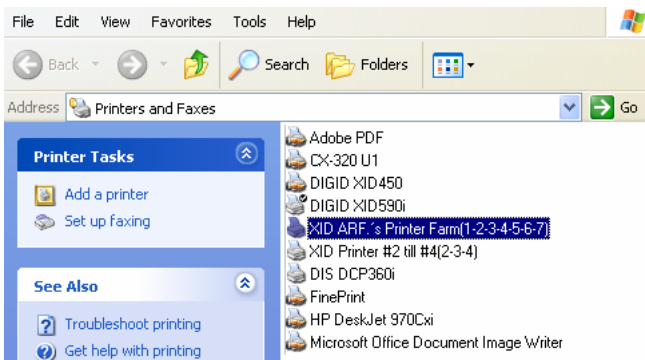 File Edit View Favorites Tools Help
Back Search Folders
Address Printers and Faxes Go
Printer Tasks
Add a printer
Set up faxing
See Also
Troubleshoot printing
Get help with printing
Adobe PDF
CX-320 U1
DIGID XID450
DIGID XID590i
XID ARF.´s Printer Farm(1-2-3-4-5-6-7)
XID Printer #2 till #4(2-3-4)
DIS DCP360i
FinePrint
HP DeskJet 970Cxi
Microsoft Office Document Image Writer